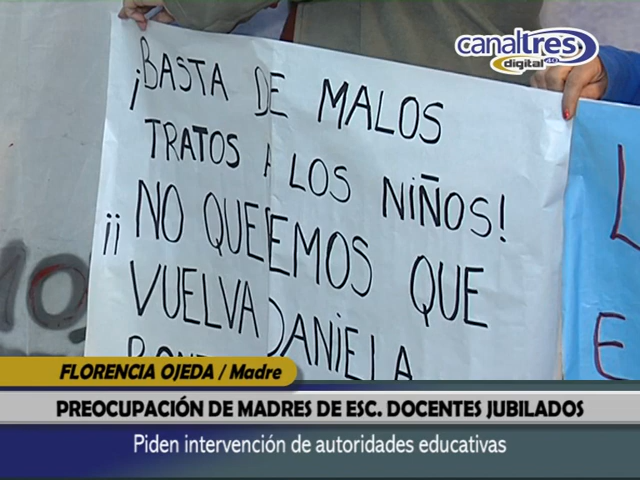 canaltres
digital
¡BASTA DE MALOS
TRATOS A LOS NIÑOS!
¡¡NO QUEREMOS QUE
VUELVA DANIELA
FLORENCIA OJEDA / Madre
PREOCUPACIÓN DE MADRES DE ESC. DOCENTES JUBILADOS
Piden intervención de autoridades educativas